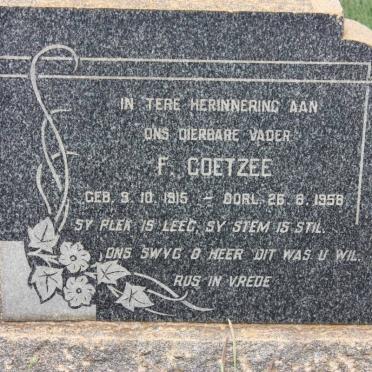 IN TERE HERINNERING AAN
ONS DIERBARE VADER
F. COETZEE
GEB. 9. 10. 1915 – OORL. 26. 8. 1958
SY PLEK IS LEEG, SY STEM IS STIL.
ONS SWYG O HEER DIT WAS U WIL.
RUS IN VREDE